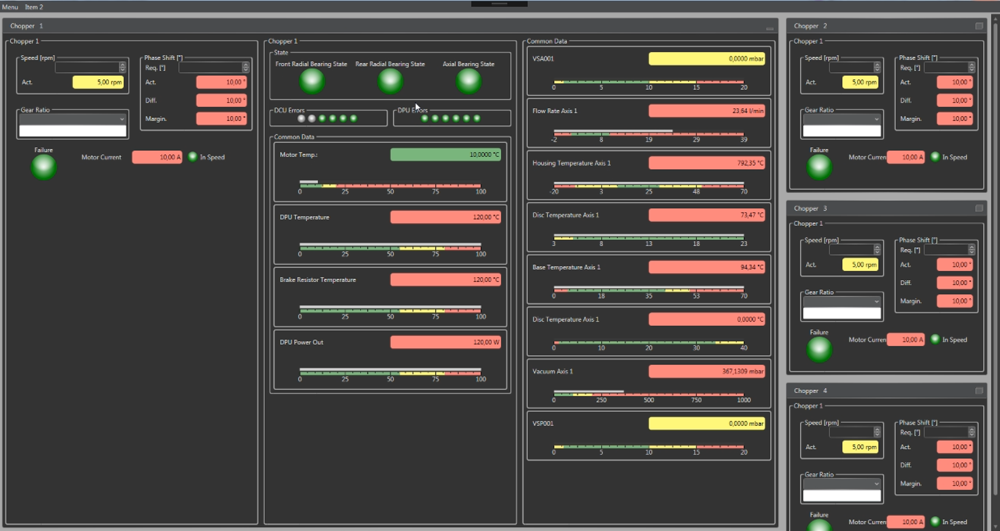 Menu Item 2
Chopper 1
Chopper 1
Speed [rpm]
Act. 5,00 rpm
Gear Ratio
Phase Shift [°]
Req. [°]
Act. 10,00 °
Diff. 10,00 °
Margin. 10,00 °
Failure
Motor Current 10,00 A In Speed
Chopper 1
State
Front Radial Bearing State Rear Radial Bearing State Axial Bearing State
DCU Errors DPU Errors
Common Data
Motor Temp.: 10,0000 °C
0 25 50 75 100
DPU Temperature 120,00 °C
0 25 50 75 100
Brake Resistor Temperature 120,00 °C
0 25 50 75 100
DPU Power Out 120,00 W
0 25 50 75 100
Common Data
VSA001 0,0000 mbar
0 5 10 15 20
Flow Rate Axis 1 23,64 l/min
-2 8 19 29 39
Housing Temperature Axis 1 792,35 °C
-20 3 25 48 70
Disc Temperature Axis 1 73,47 °C
3 8 13 18 23
Base Temperature Axis 1 94,34 °C
0 18 35 53 70
Disc Temperature Axis 1 0,0000 °C
0 10 20 30 40
Vacuum Axis 1 367,1309 mbar
0 250 500 750 1000
VSP001 0,0000 mbar
0 5 10 15 20
Chopper 2
Chopper 1
Speed [rpm]
Act. 5,00 rpm
Gear Ratio
Phase Shift [°]
Req. [°]
Act. 10,00 °
Diff. 10,00 °
Margin. 10,00 °
Failure
Motor Curren 10,00 A In Speed
Chopper 3
Chopper 1
Speed [rpm]
Act. 5,00 rpm
Gear Ratio
Phase Shift [°]
Req. [°]
Act. 10,00 °
Diff. 10,00 °
Margin. 10,00 °
Failure
Motor Curren 10,00 A In Speed
Chopper 4
Chopper 1
Speed [rpm]
Act. 5,00 rpm
Gear Ratio
Phase Shift [°]
Req. [°]
Act. 10,00 °
Diff. 10,00 °
Margin. 10,00 °
Failure
Motor Curren 10,00 A In Speed